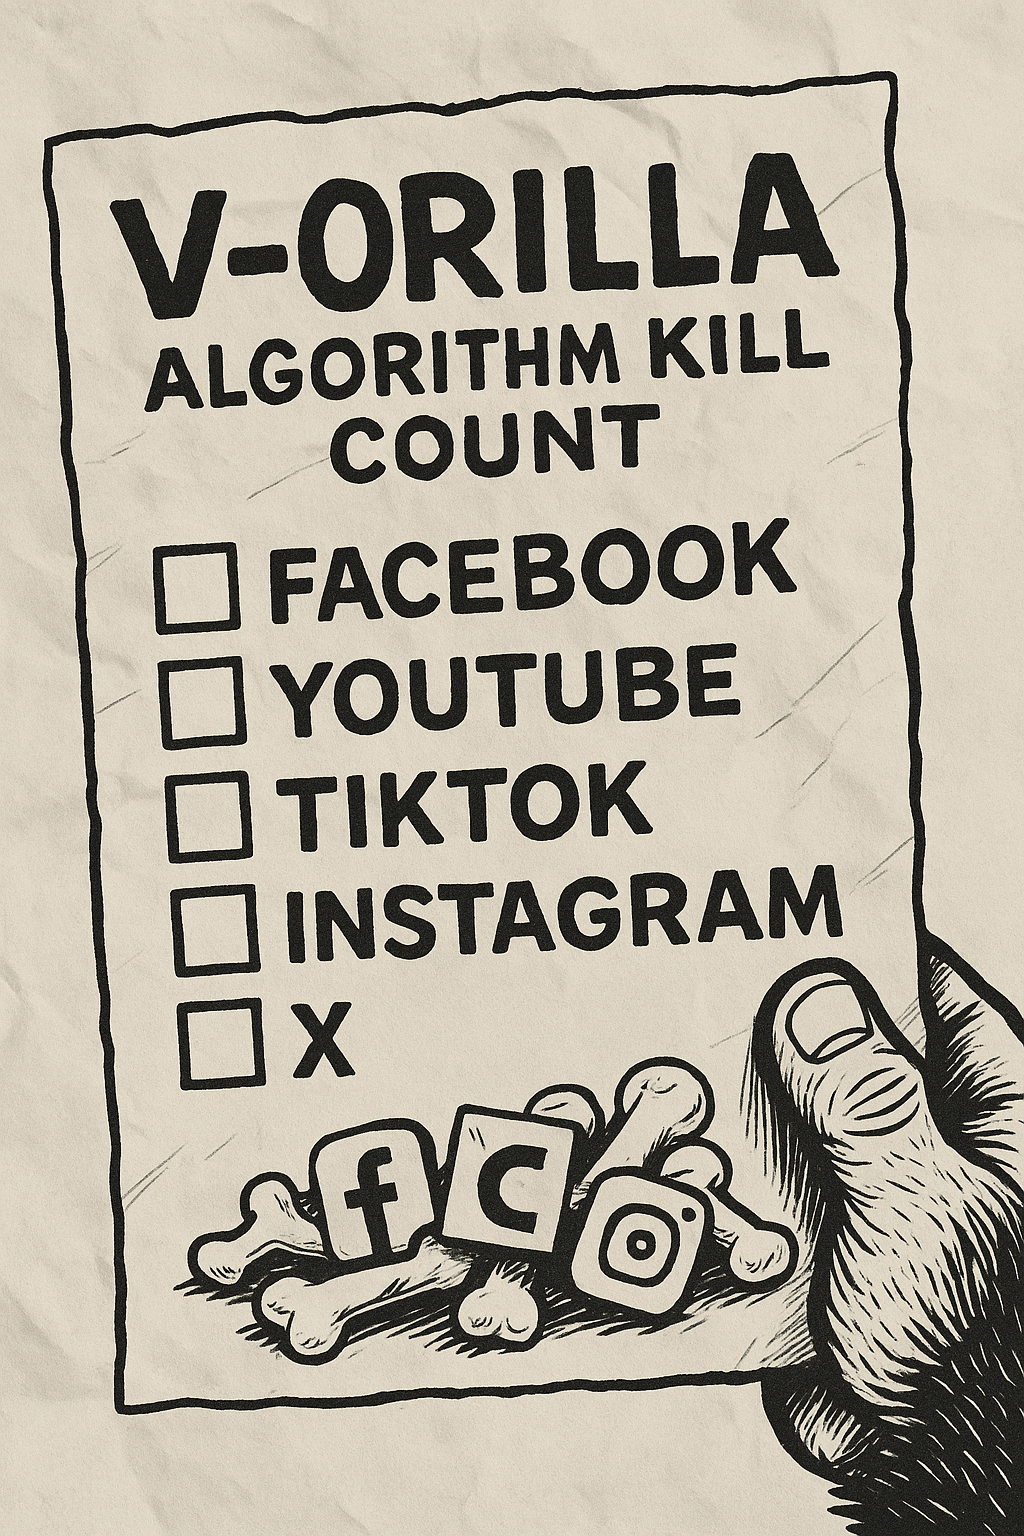 V-ORILLA
ALGORITHM KILL
COUNT
FACEBOOK
YOUTUBE
TIKTOK
INSTAGRAM
X
f
C